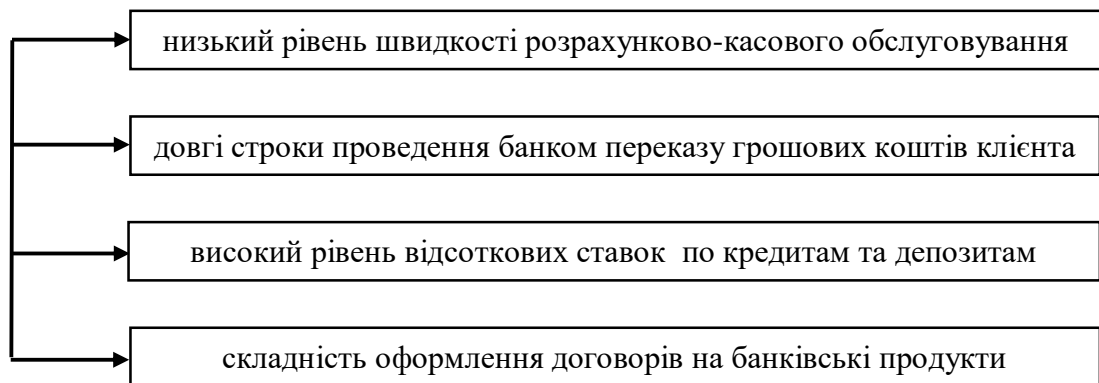 низький рівень швидкості розрахунково-касового обслуговування
довгі строки проведення банком переказу грошових коштів клієнта
високий рівень відсоткових ставок  по кредитам та депозитам
складність оформлення договорів на банківські продукти